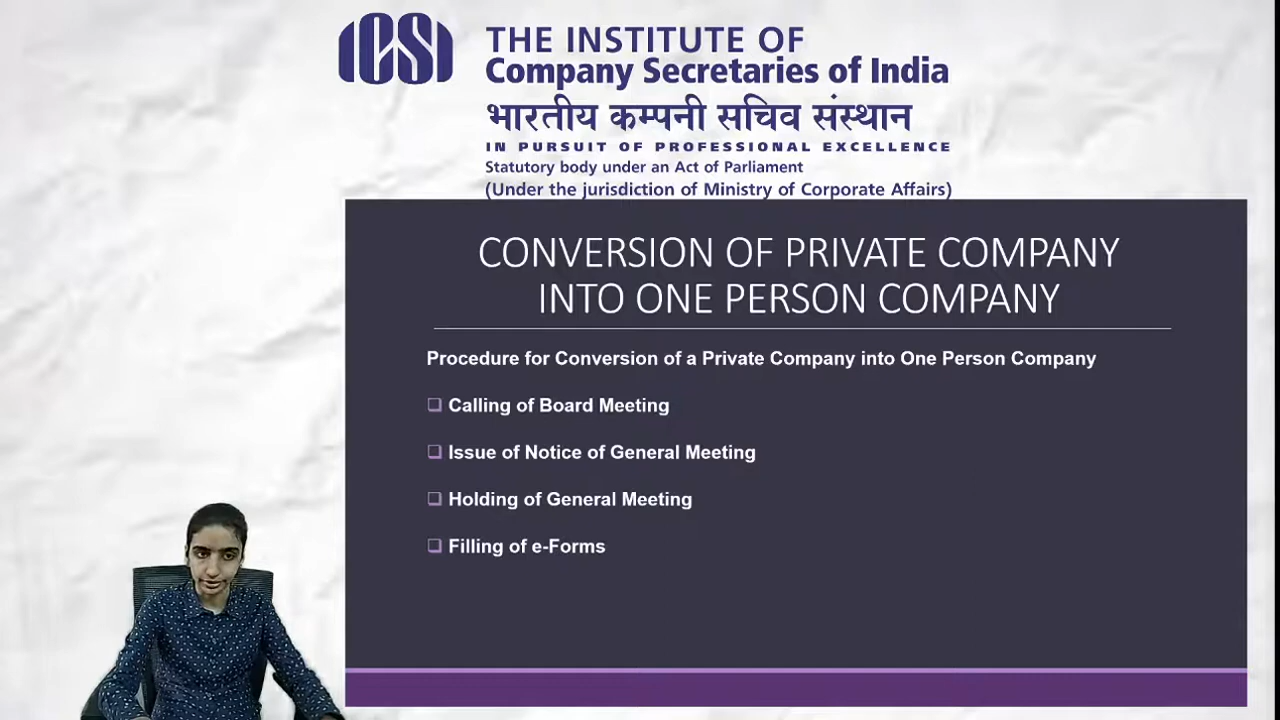 ICSI
THE INSTITUTE OF
Company Secretaries of India
भारतीय कम्पनी सचिव संस्थान
IN PURSUIT OF PROFESSIONAL EXCELLENCE
Statutory body under an Act of Parliament
(Under the jurisdiction of Ministry of Corporate Affairs)
CONVERSION OF PRIVATE COMPANY
INTO ONE PERSON COMPANY
Procedure for Conversion of a Private Company into One Person Company
Calling of Board Meeting
Issue of Notice of General Meeting
Holding of General Meeting
Filling of e-Forms